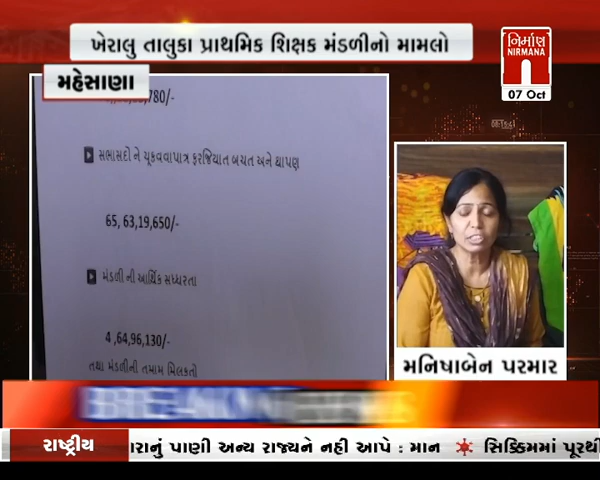 ખેરાલુ તાલુકા પ્રાથમિક શિક્ષક મંડળીનો મામલો
નિર્માણ
NIRMANA
07 Oct
મહેસાણા
780/-
સભાસદો ને ચૂકવવાપાત્ર ફરજિયાત બચત અને થાપણ
65, 63,19,650/-
મંડળી ની આર્થિક સધ્ધરતા
4 ,64,96,130/-
તથા મંડળીની તમામ મિલકતો
મનિષાબેન પરમાર
રાષ્ટ્રીય
ારાનું પાણી અન્ય રાજ્યને નહી આપે : માન
સિક્કિમમાં પૂરથી